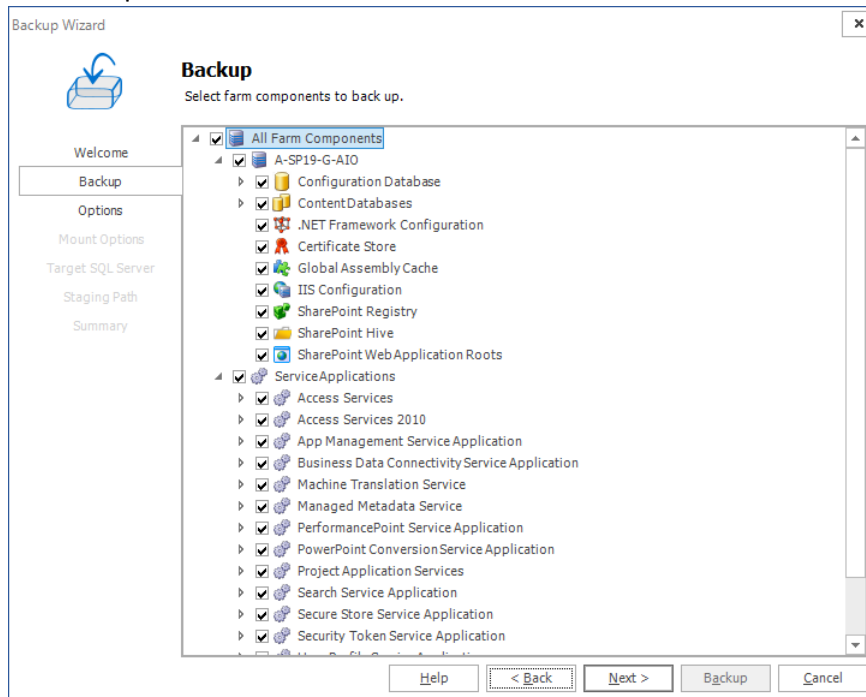 Backup Wizard
Backup
Select farm components to back up.
Welcome
Backup
Options
Mount Options
Target SQL Server
Staging Path
Summary
All Farm Components
A-SP19-G-AIO
Configuration Database
Content Databases
.NET Framework Configuration
Certificate Store
Global Assembly Cache
IIS Configuration
SharePoint Registry
SharePoint Hive
SharePoint Web Application Roots
Service Applications
Access Services
Access Services 2010
App Management Service Application
Business Data Connectivity Service Application
Machine Translation Service
Managed Metadata Service
PerformancePoint Service Application
PowerPoint Conversion Service Application
Project Application Services
Search Service Application
Secure Store Service Application
Security Token Service Application
Help < Back Next > Backup Cancel